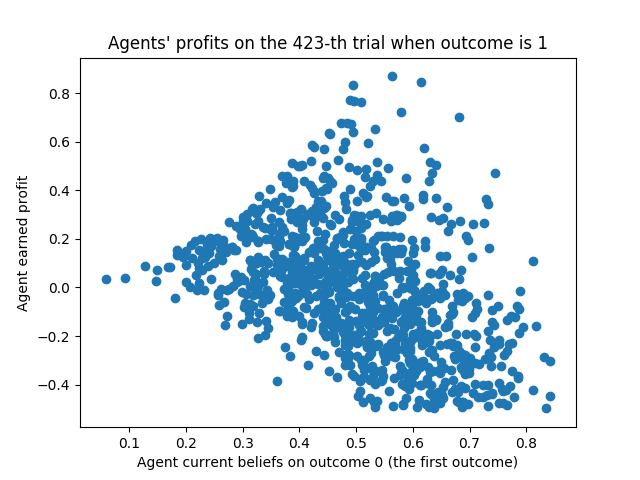 Agents' profits on the 423-th trial when outcome is 1
Agent earned profit
0.8
0.6
0.4
0.2
0.0
−0.2
−0.4
0.1 0.2 0.3 0.4 0.5 0.6 0.7 0.8
Agent current beliefs on outcome 0 (the first outcome)